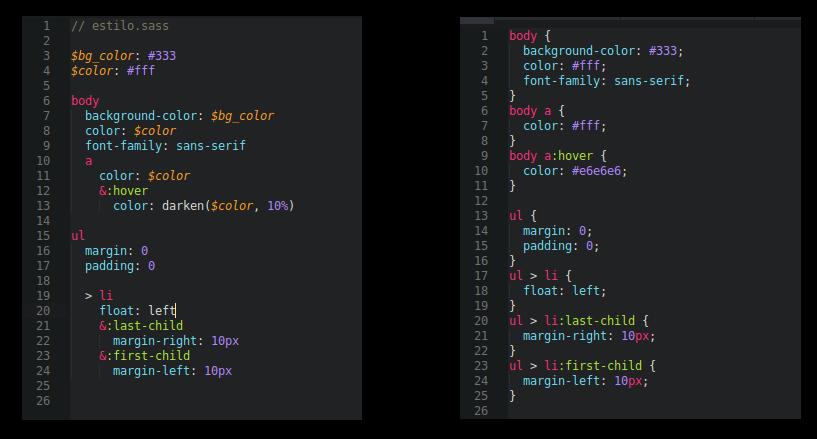 1 // estilo.sass
2
3 $bg_color: #333
4 $color: #fff
5
6 body
7 background-color: $bg_color
8 color: $color
9 font-family: sans-serif
10 a
11 color: $color
12 &:hover
13 color: darken($color, 10%)
14
15 ul
16 margin: 0
17 padding: 0
18
19 > li
20 float: left
21 &:last-child
22 margin-right: 10px
23 &:first-child
24 margin-left: 10px
25
26
1 body {
2 background-color: #333;
3 color: #fff;
4 font-family: sans-serif;
5 }
6 body a {
7 color: #fff;
8 }
9 body a:hover {
10 color: #e6e6e6;
11 }
12
13 ul {
14 margin: 0;
15 padding: 0;
16 }
17 ul > li {
18 float: left;
19 }
20 ul > li:last-child {
21 margin-right: 10px;
22 }
23 ul > li:first-child {
24 margin-left: 10px;
25 }
26